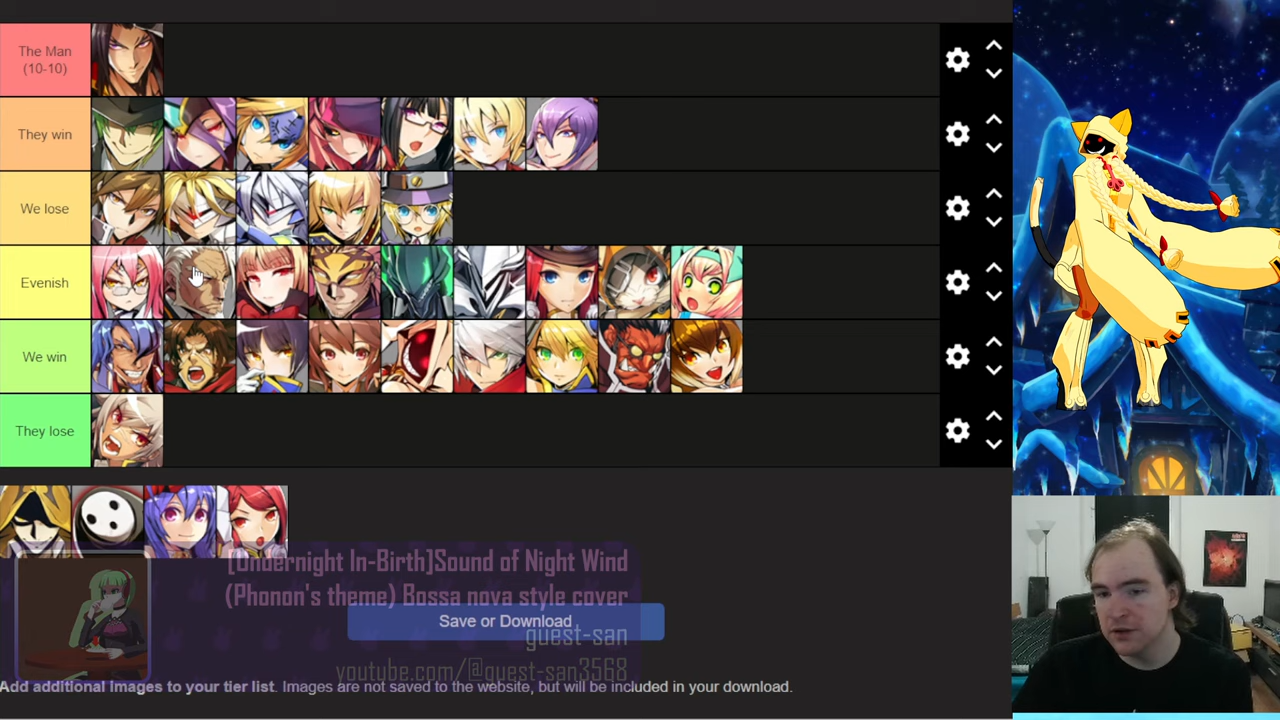 The Man
(10-10)
They win
We lose
Evenish
We win
They lose
[Undernight In-Birth]Sound of Night Wind
(Phonon's theme) Bossa nova style cover
Save or Download
guest-san
youtube.com/@guest-san3568
Add additional images to your tier list. Images are not saved to the website, but will be included in your download.